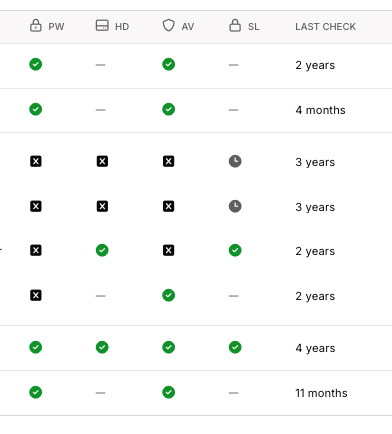 PW HD AV SL LAST CHECK
— — 2 years
— — 4 months
X X X 3 years
X X X 3 years
X X 2 years
X — — 2 years
4 years
— — 11 months